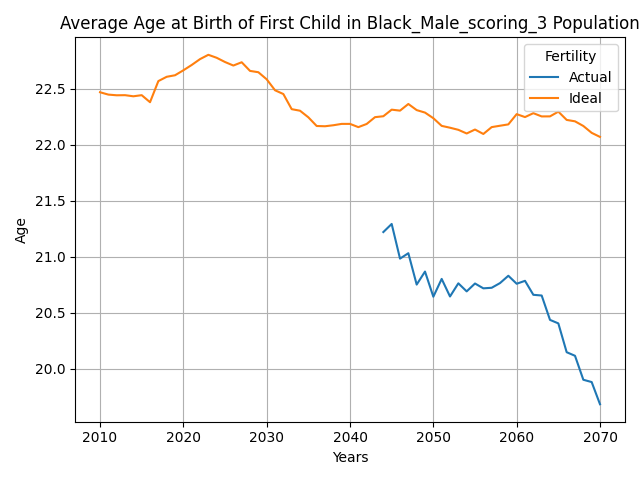 Average Age at Birth of First Child in Black_Male_scoring_3 Population
Fertility
Actual
Ideal
22.5
22.0
21.5
21.0
20.5
20.0
Age
2010 2020 2030 2040 2050 2060 2070
Years